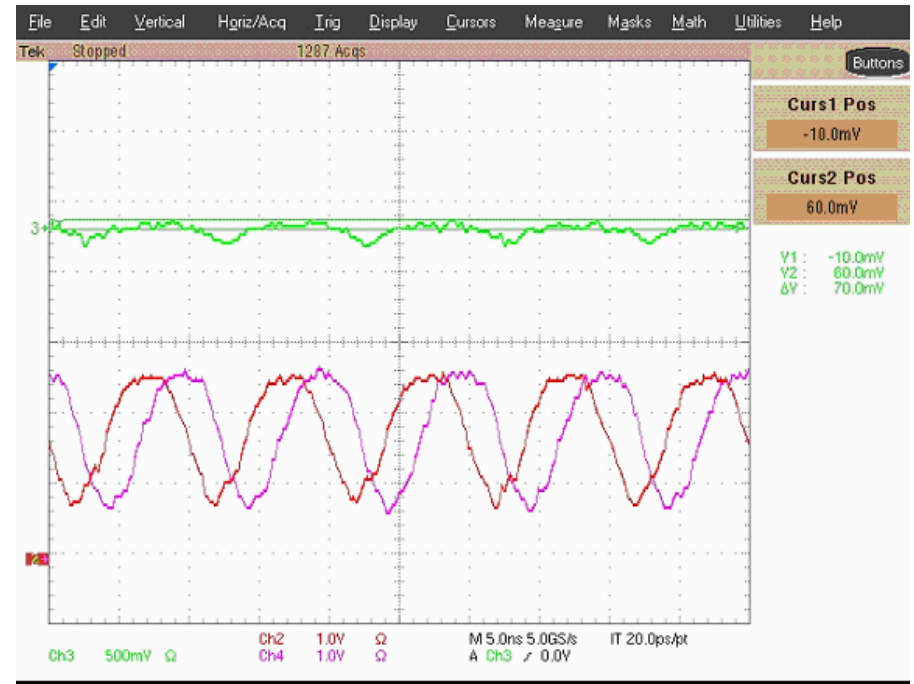 File Edit Vertical Horiz/Acq Trig Display Cursors Measure Masks Math Utilities Help
Tek Stopped 1287 Acqs
Buttons
Curs1 Pos
-10.0mV
Curs2 Pos
60.0mV
3
V1 : -10.0mV
V2 : 60.0mV
ΔV : 70.0mV
Ch2 1.0V Ω M 5.0ns 5.0GS/s IT 20.0ps/pt
Ch3 500mV Ω Ch4 1.0V Ω A Ch3 / 0.0V